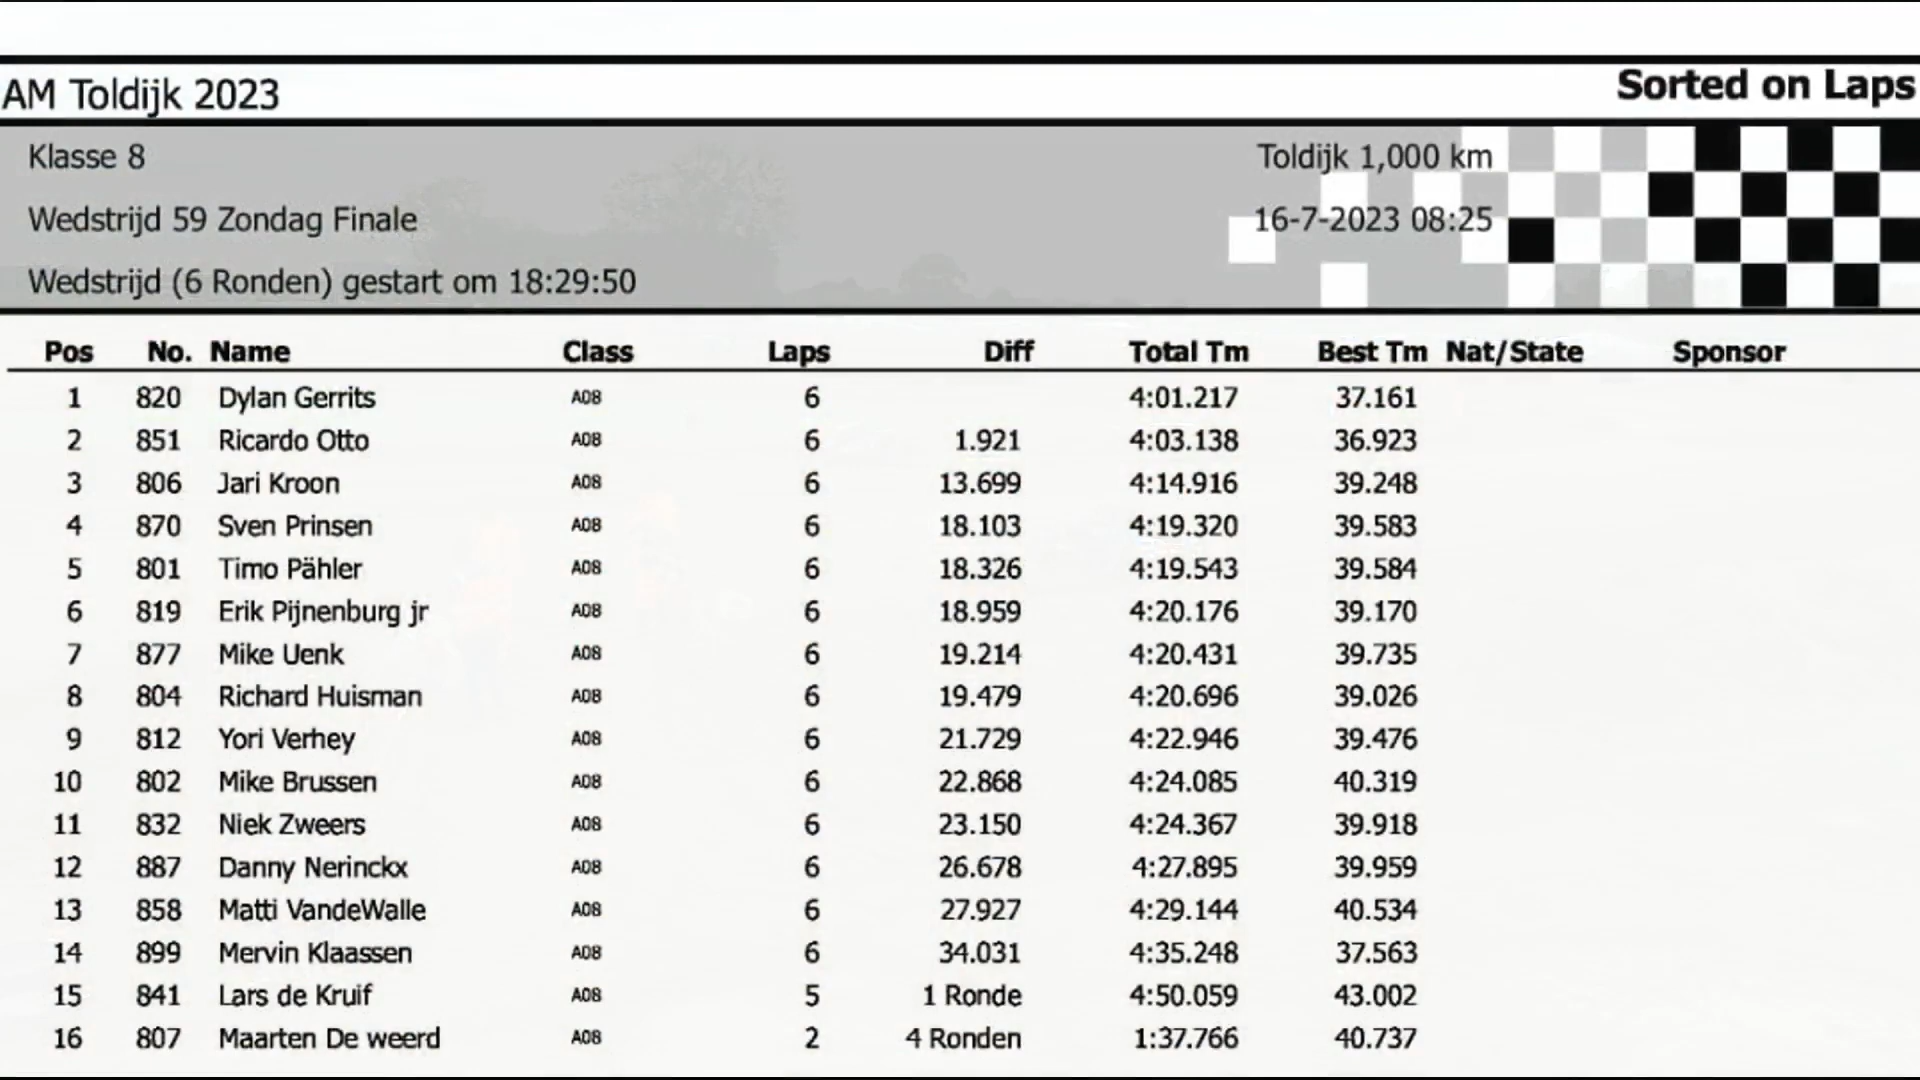 AM Toldijk 2023 Sorted on Laps
Klasse 8 Toldijk 1,000 km
Wedstrijd 59 Zondag Finale 16-7-2023 08:25
Wedstrijd (6 Ronden) gestart om 18:29:50
Pos No. Name Class Laps Diff Total Tm Best Tm Nat/State Sponsor
1 820 Dylan Gerrits A08 6 4:01.217 37.161
2 851 Ricardo Otto A08 6 1.921 4:03.138 36.923
3 806 Jari Kroon A08 6 13.699 4:14.916 39.248
4 870 Sven Prinsen A08 6 18.103 4:19.320 39.583
5 801 Timo Pähler A08 6 18.326 4:19.543 39.584
6 819 Erik Pijnenburg jr A08 6 18.959 4:20.176 39.170
7 877 Mike Uenk A08 6 19.214 4:20.431 39.735
8 804 Richard Huisman A08 6 19.479 4:20.696 39.026
9 812 Yori Verhey A08 6 21.729 4:22.946 39.476
10 802 Mike Brussen A08 6 22.868 4:24.085 40.319
11 832 Niek Zweers A08 6 23.150 4:24.367 39.918
12 887 Danny Nerinckx A08 6 26.678 4:27.895 39.959
13 858 Matti VandeWalle A08 6 27.927 4:29.144 40.534
14 899 Mervin Klaassen A08 6 34.031 4:35.248 37.563
15 841 Lars de Kruif A08 5 1 Ronde 4:50.059 43.002
16 807 Maarten De weerd A08 2 4 Ronden 1:37.766 40.737